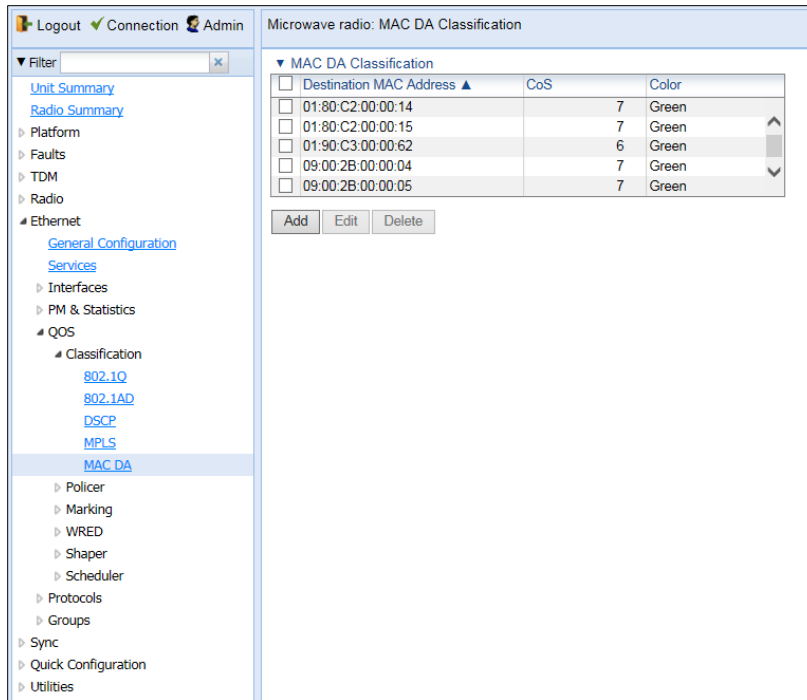 Logout Connection Admin
Filter
Unit Summary
Radio Summary
Platform
Faults
TDM
Radio
Ethernet
General Configuration
Services
Interfaces
PM & Statistics
QOS
Classification
802.1Q
802.1AD
DSCP
MPLS
MAC DA
Policer
Marking
WRED
Shaper
Scheduler
Protocols
Groups
Sync
Quick Configuration
Utilities
Microwave radio: MAC DA Classification
MAC DA Classification
Destination MAC Address ▲ CoS Color
01:80:C2:00:00:14 7 Green
01:80:C2:00:00:15 7 Green
01:90:C3:00:00:62 6 Green
09:00:2B:00:00:04 7 Green
09:00:2B:00:00:05 7 Green
Add Edit Delete